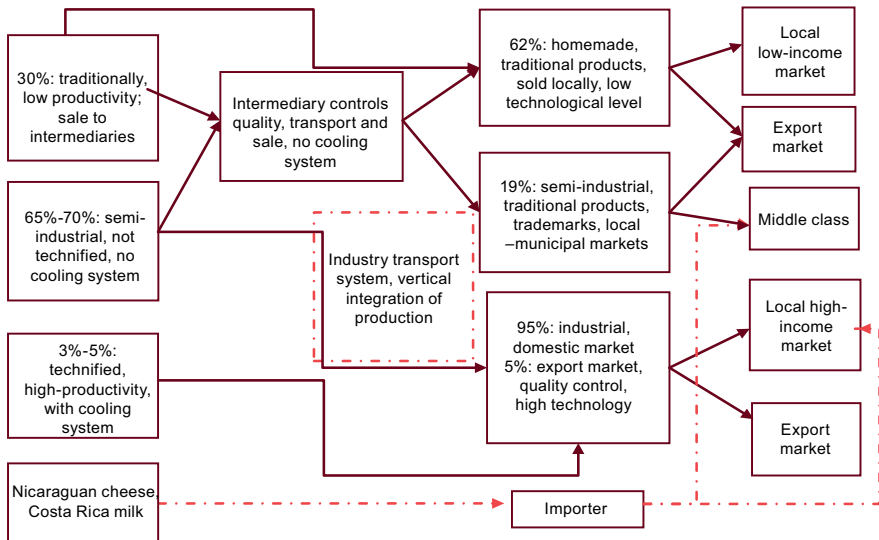 30%: traditionally,
low productivity;
sale to
intermediaries
65%-70%: semi-
industrial, not
technified, no
cooling system
3%-5%:
technified,
high-productivity,
with cooling
system
Nicaraguan cheese,
Costa Rica milk
Intermediary controls
quality, transport and
sale, no cooling
system
Industry transport
system, vertical
integration of
production
62%: homemade,
traditional products,
sold locally, low
technological level
19%: semi-industrial,
traditional products,
trademarks, local
–municipal markets
95%: industrial,
domestic market
5%: export market,
quality control,
high technology
Importer
Local
low-income
market
Export
market
Middle class
Local high-
income
market
Export
market